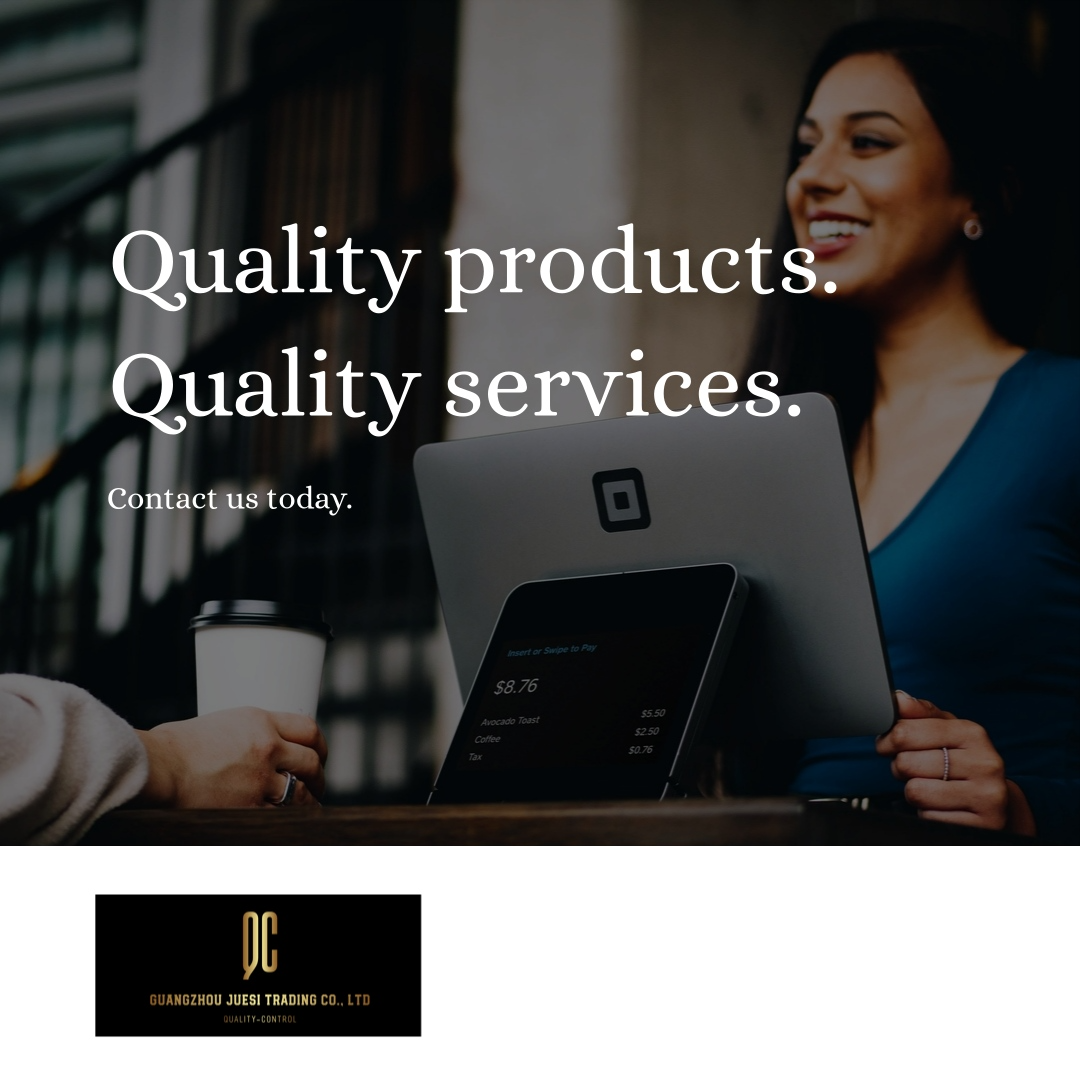 Quality products.
Quality services.
Contact us today.
Insert or Swipe to Pay
$8.76
Avocado Toast $5.50
Coffee $2.50
Tax $0.76
QC
GUANGZHOU JUESI TRADING CO., LTD
QUALITY-CONTROL